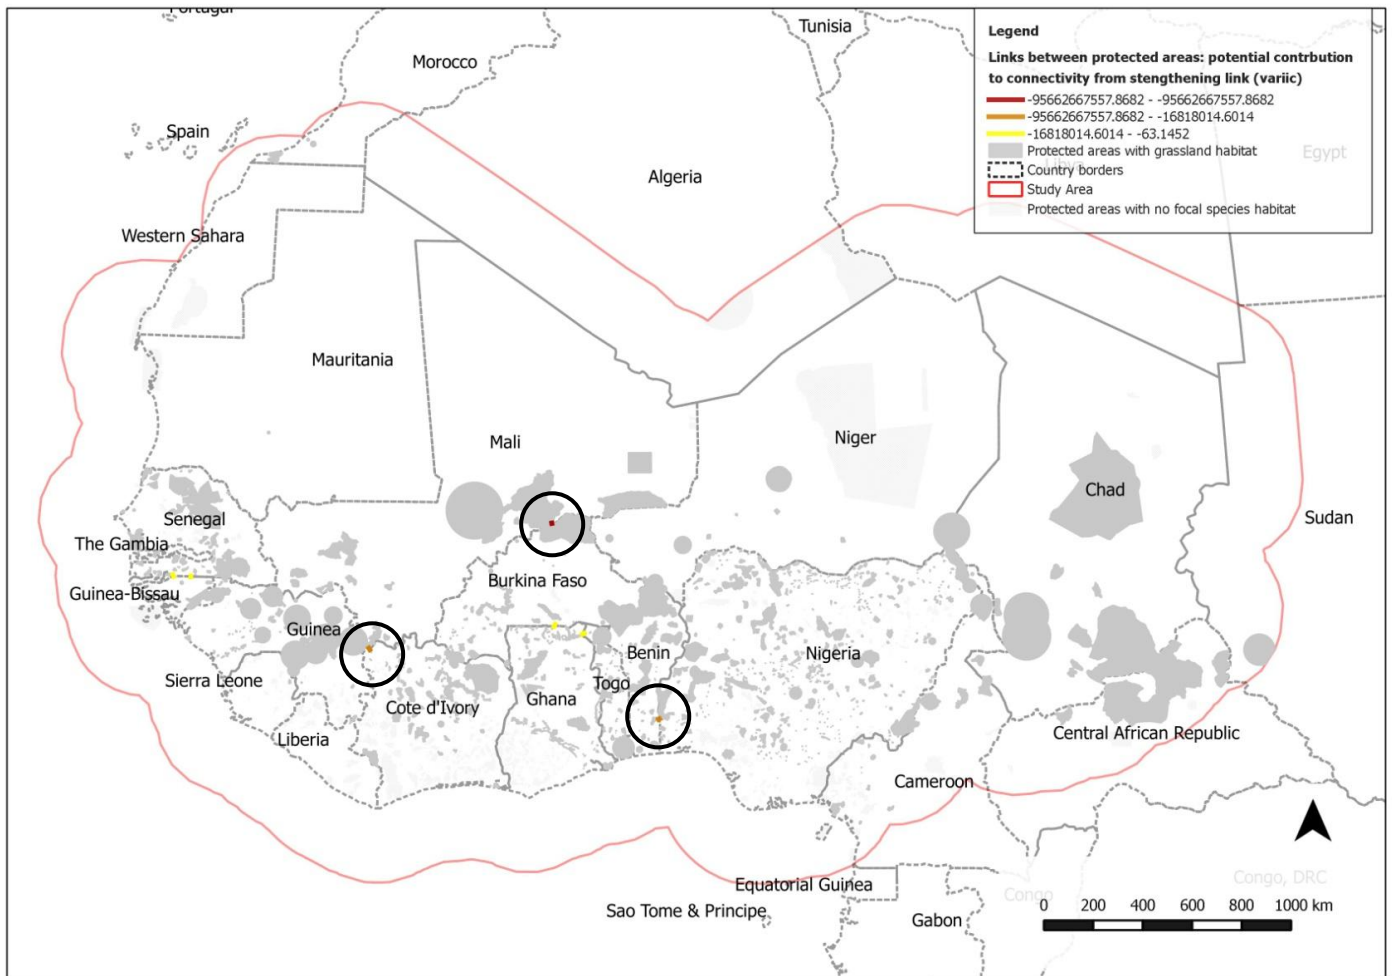 Portugal
Tunisia
Morocco
Spain
Algeria
Western Sahara
Legend
Links between protected areas: potential contrbution
to connectivity from stengthening link (variic)
-95662667557.8682 - -95662667557.8682
-95662667557.8682 - -16818014.6014
-16818014.6014 - -63.1452
Protected areas with grassland habitat
Country borders
Study Area
Protected areas with no focal species habitat
Libya
Egypt
Mauritania
Mali
Niger
Chad
Sudan
Senegal
The Gambia
Guinea-Bissau
Burkina Faso
Guinea
Benin
Nigeria
Sierra Leone
Togo
Ghana
Cote d'Ivory
Liberia
Central African Republic
Cameroon
Equatorial Guinea
Sao Tome & Principe
Gabon
Congo
Congo, DRC
0 200 400 600 800 1000 km